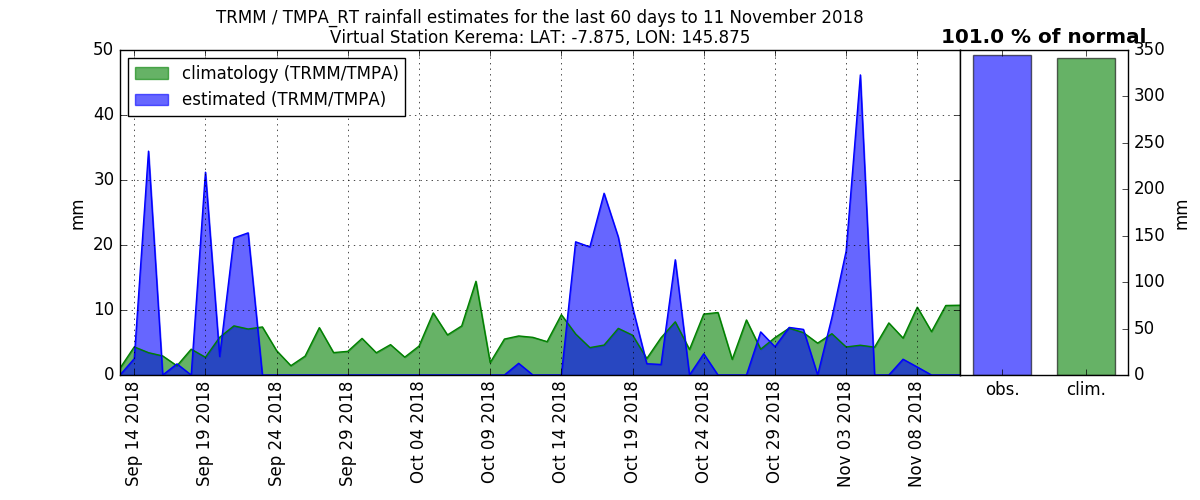 TRMM / TMPA_RT rainfall estimates for the last 60 days to 11 November 2018
Virtual Station Kerema: LAT: -7.875, LON: 145.875
101.0 % of normal
climatology (TRMM/TMPA)
estimated (TRMM/TMPA)
mm
50
40
30
20
10
0
Sep 14 2018
Sep 19 2018
Sep 24 2018
Sep 29 2018
Oct 04 2018
Oct 09 2018
Oct 14 2018
Oct 19 2018
Oct 24 2018
Oct 29 2018
Nov 03 2018
Nov 08 2018
obs.
clim.
350
300
250
200
150
100
50
0
mm